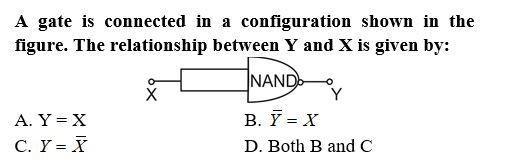 A gate is connected in a configuration shown in the
figure. The relationship between Y and X is given by:
NAND
X
Y
A. Y = X
B. Y̅ = X
C. Y = X̅
D. Both B and C